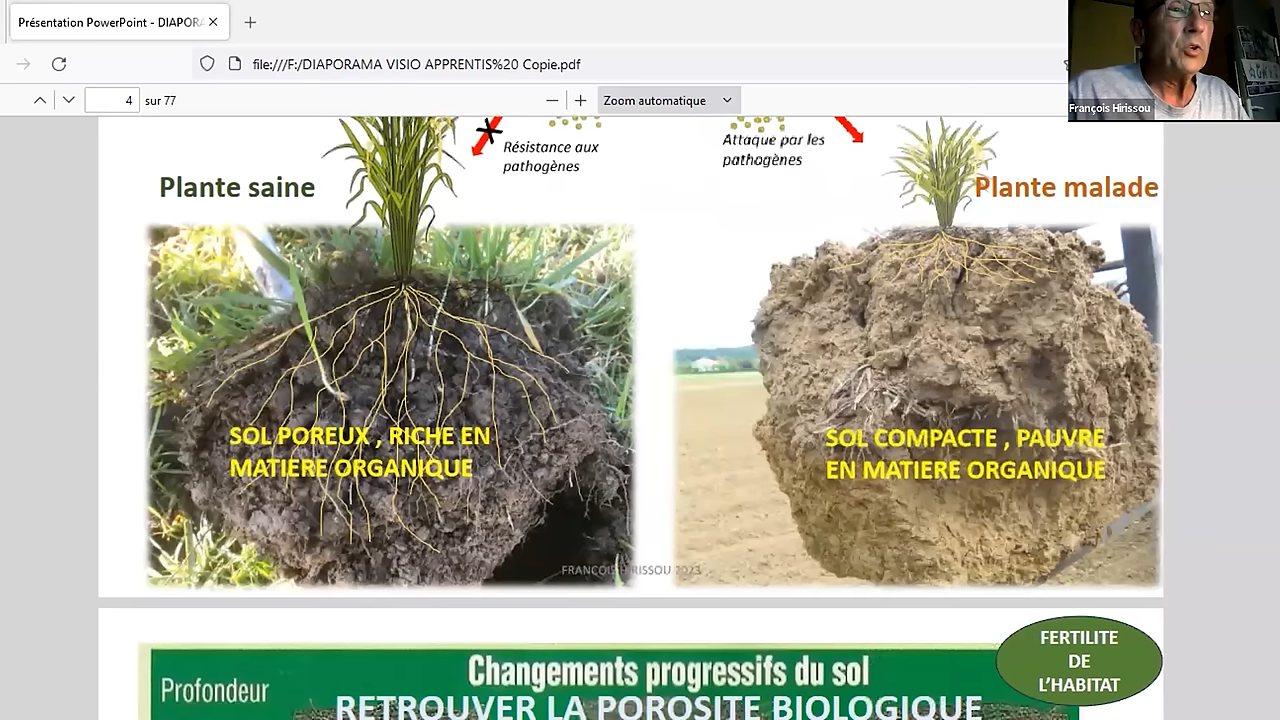 Présentation PowerPoint - DIAPORA
file:///F:/DIAPORAMA VISIO APPRENTIS%20 Copie.pdf
4 sur 77
Zoom automatique
François Hirissou
Résistance aux
pathogènes
Attaque par les
pathogènes
Plante saine
Plante malade
SOL POREUX , RICHE EN
MATIERE ORGANIQUE
SOL COMPACTE , PAUVRE
EN MATIERE ORGANIQUE
FRANCOIS HIRISSOU 2023
FERTILITE
DE
L'HABITAT
Changements progressifs du sol
Profondeur
RETROUVER LA POROSITE BIOLOGIQUE